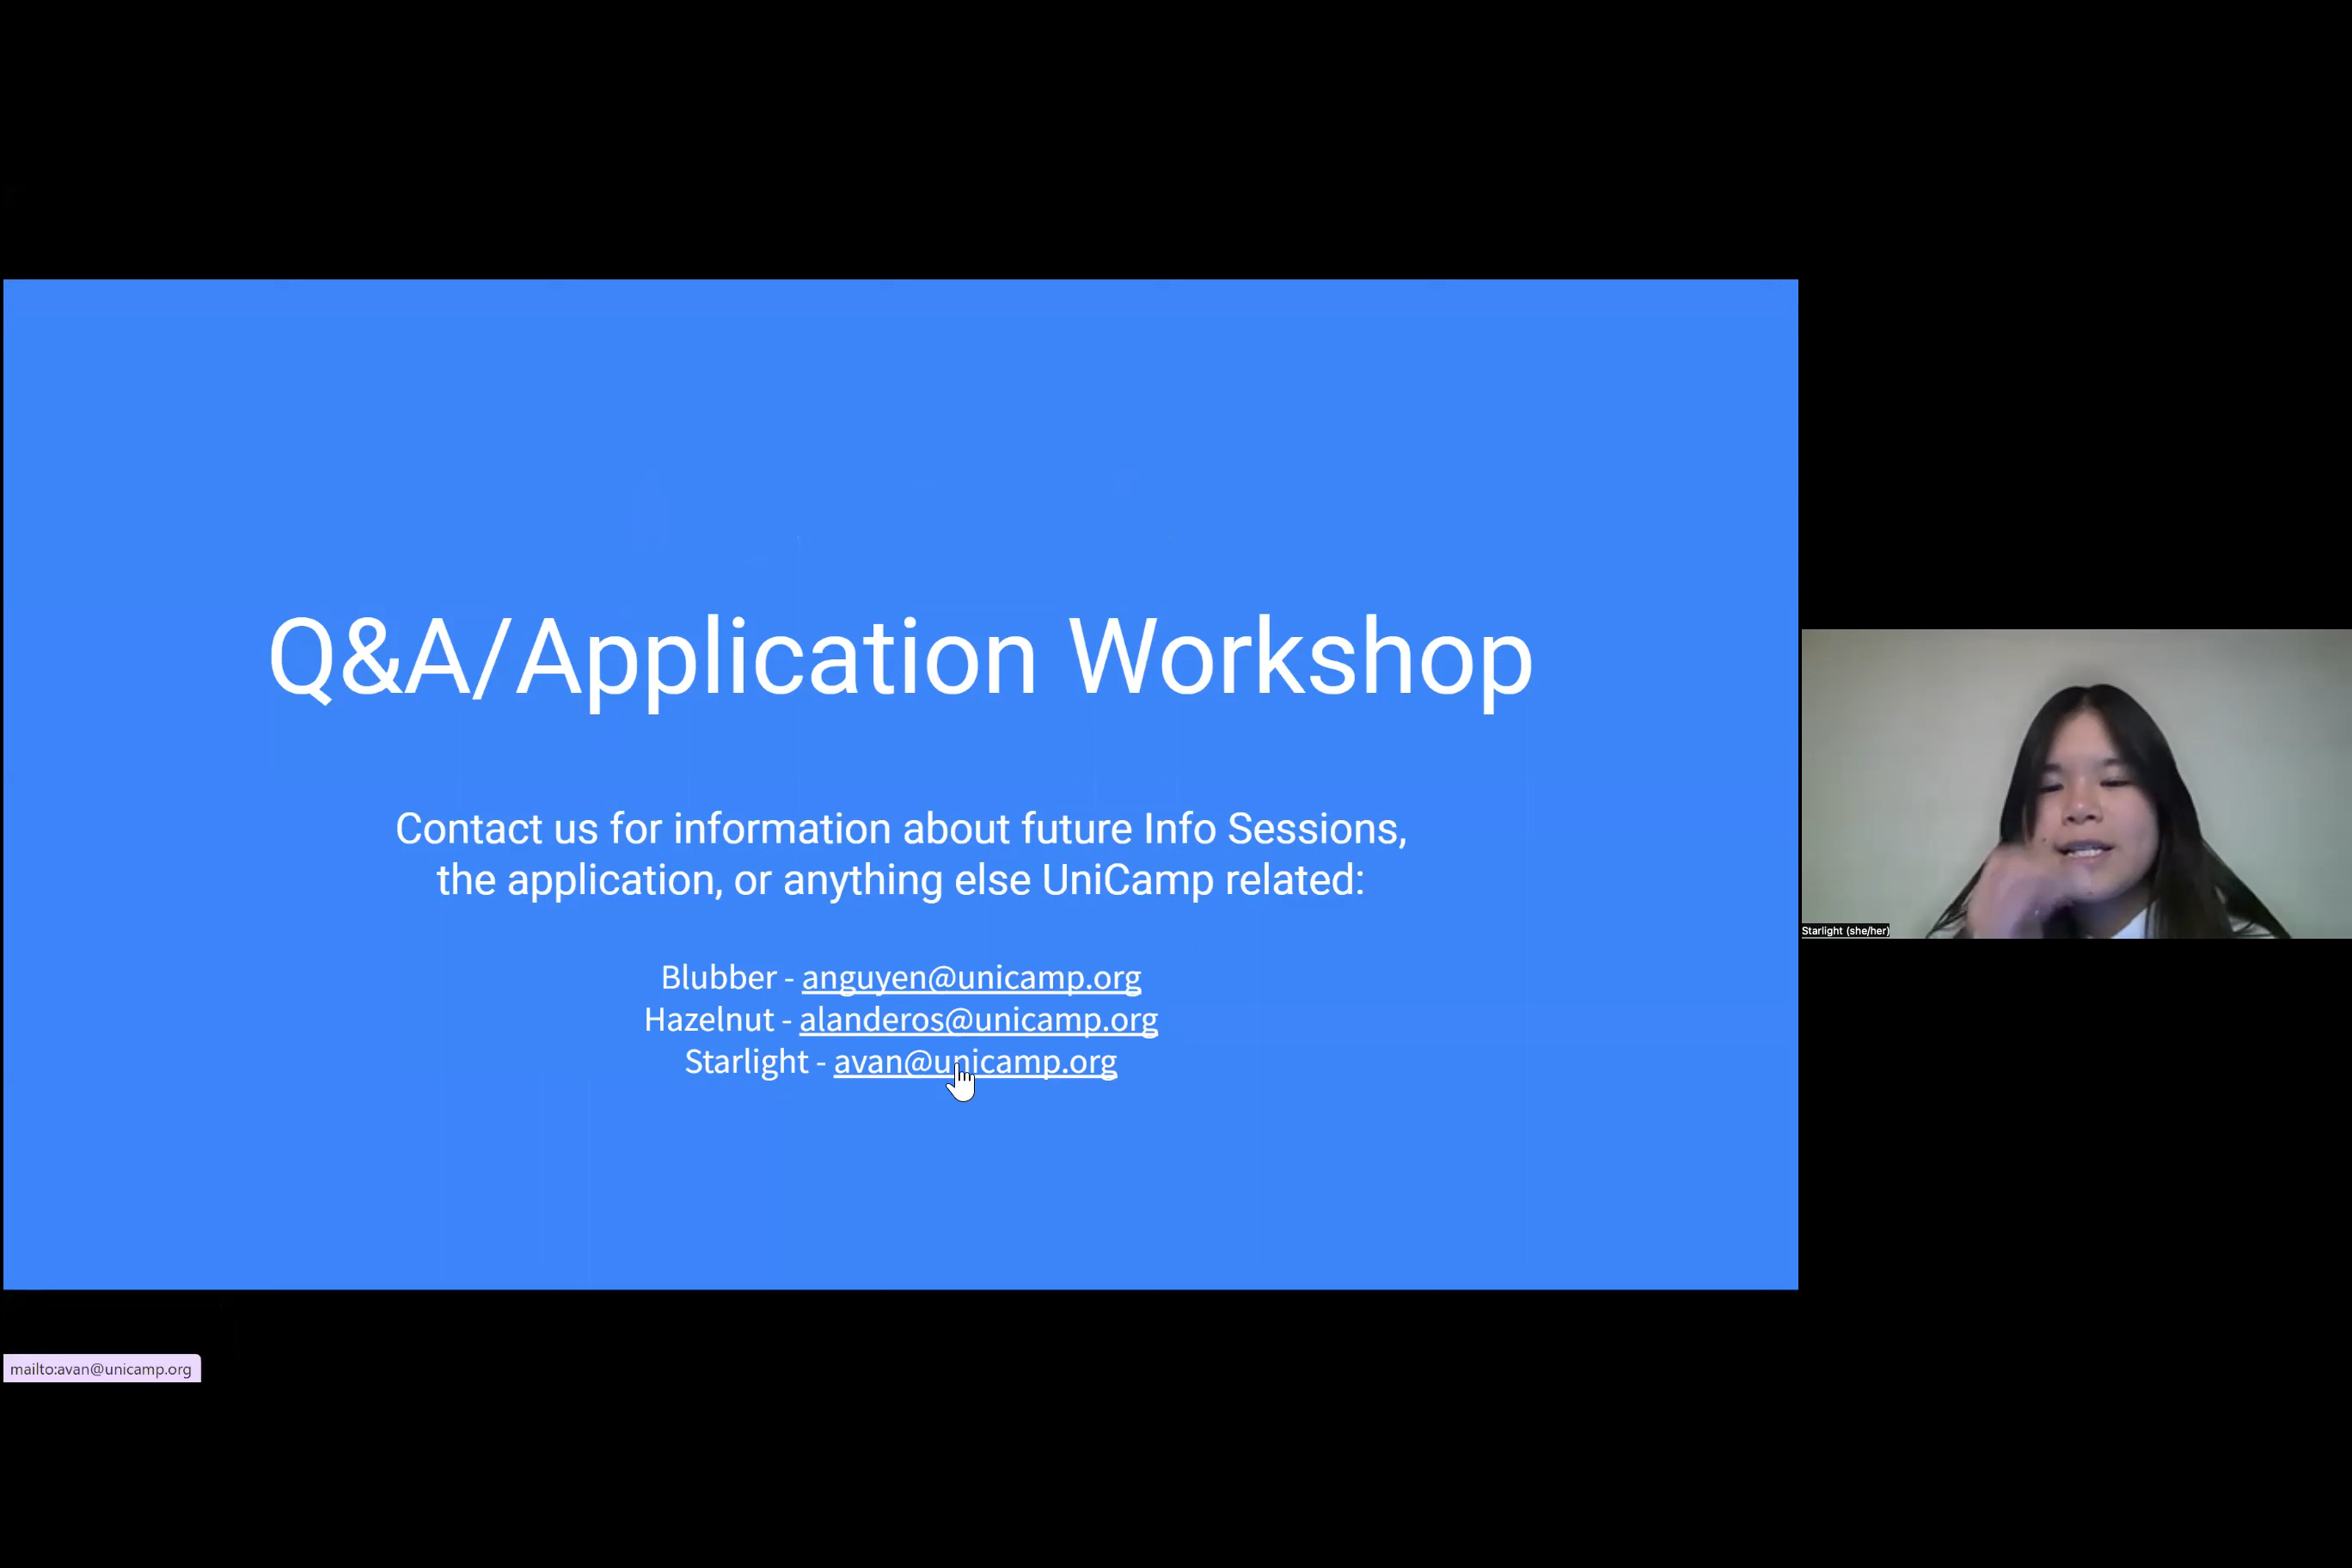 Q&A/Application Workshop
Contact us for information about future Info Sessions,
the application, or anything else UniCamp related:
Blubber - anguyen@unicamp.org
Hazelnut - alanderos@unicamp.org
Starlight - avan@unicamp.org
Starlight (she/her)
mailto:avan@unicamp.org